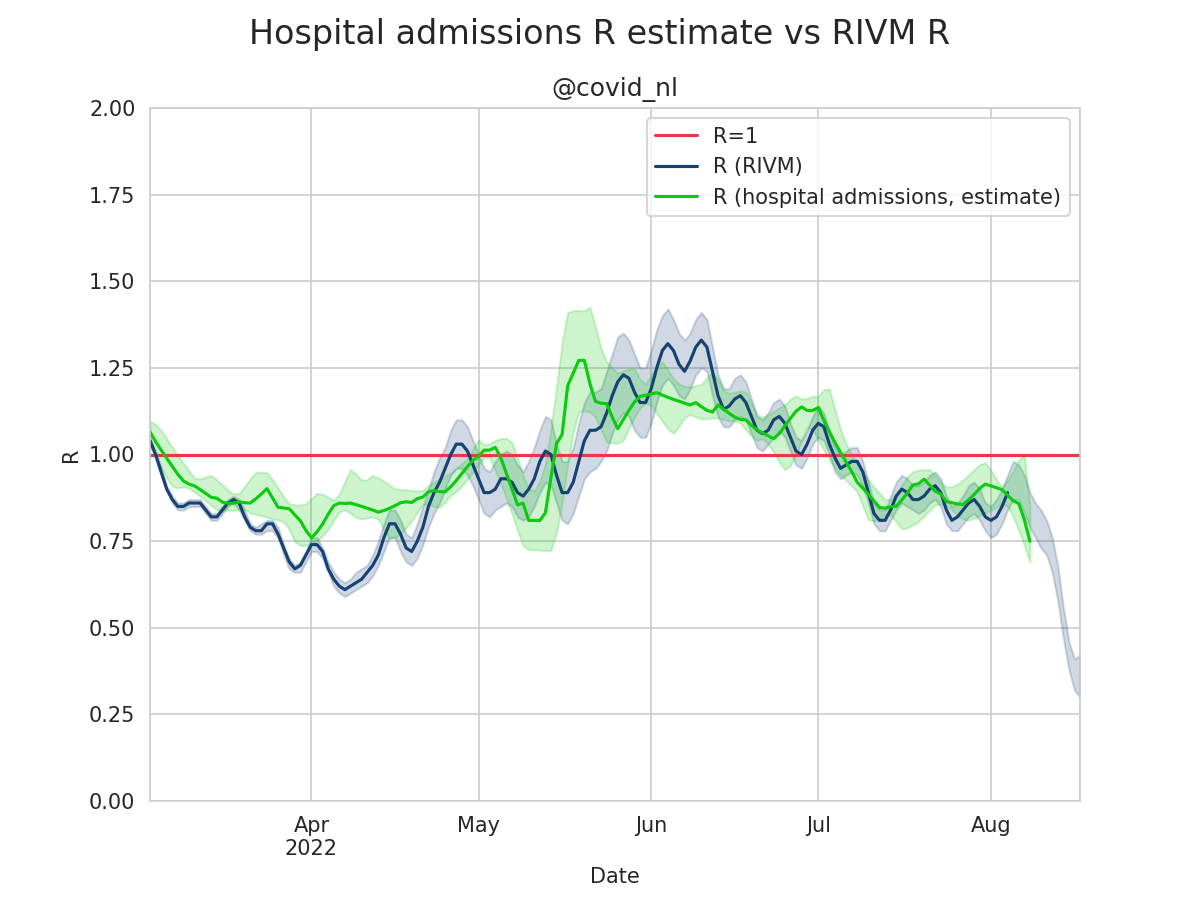 Hospital admissions R estimate vs RIVM R
@covid_nl
R=1
R (RIVM)
R (hospital admissions, estimate)
2.00
1.75
1.50
1.25
1.00
0.75
0.50
0.25
0.00
R
Apr May Jun Jul Aug
2022
Date